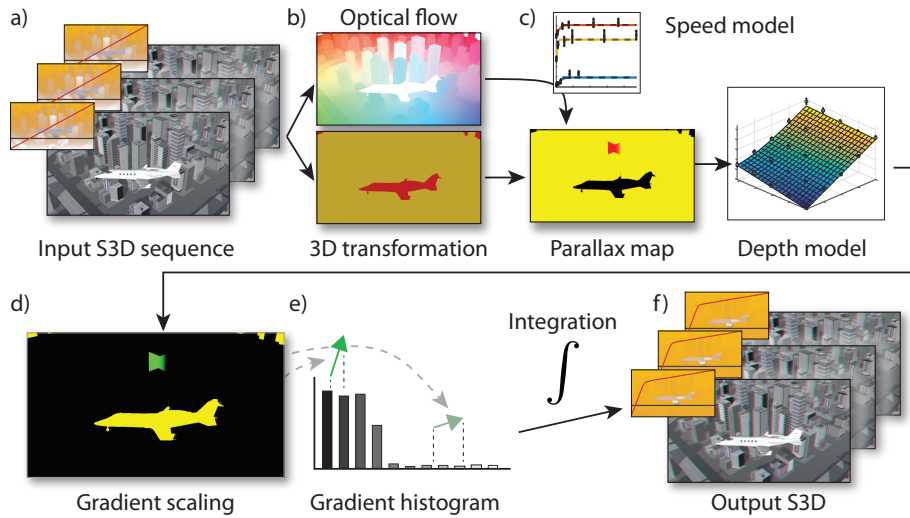 a)
b)
Optical flow
c)
Speed model
Input S3D sequence
3D transformation
Parallax map
Depth model
d)
e)
Integration
f)
∫
Gradient scaling
Gradient histogram
Output S3D